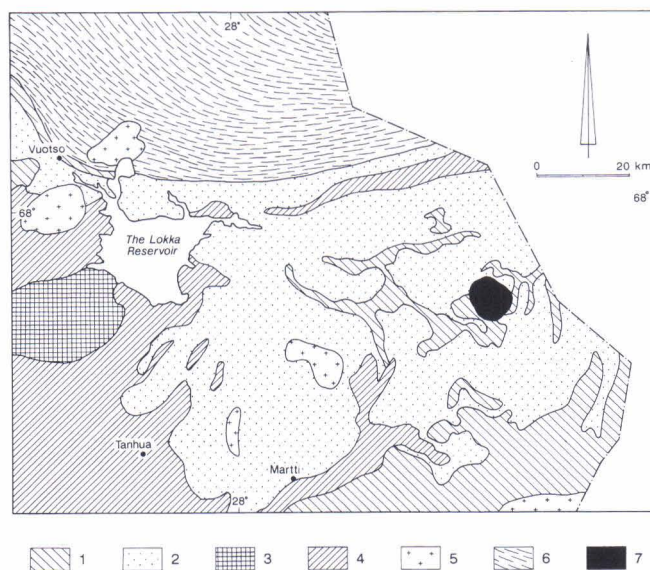 28°
Vuotso
0 20 km
68°
68°
The Lokka
Reservoir
Tanhua
Martti
28°
1 2 3 4 5 6 7